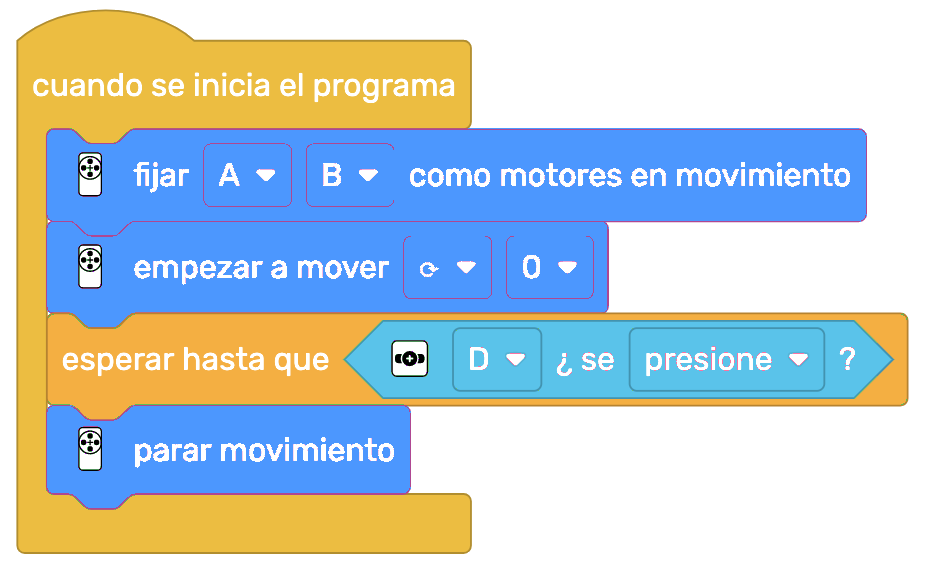 cuando se inicia el programa
fijar A B como motores en movimiento
empezar a mover ⟳ 0
esperar hasta que D ¿ se presione ?
parar movimiento